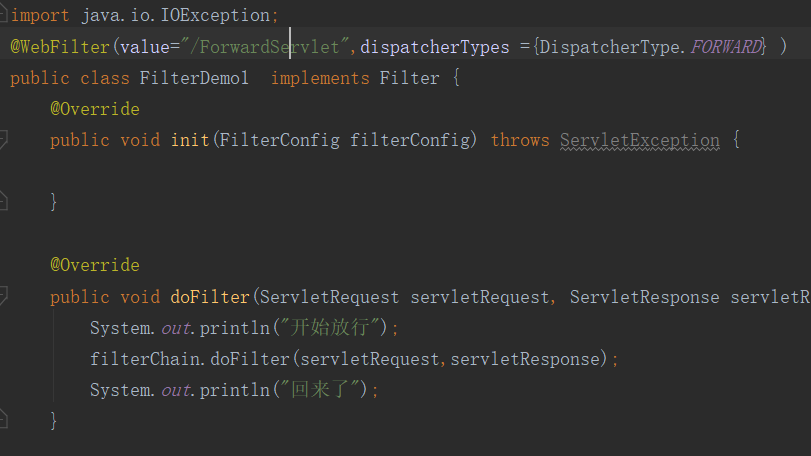 import java.io.IOException;
@WebFilter(value="/ForwardServlet",dispatcherTypes ={DispatcherType.FORWARD} )
public class FilterDemo1  implements Filter {
@Override
public void init(FilterConfig filterConfig) throws ServletException {
}
@Override
public void doFilter(ServletRequest servletRequest, ServletResponse servletR
System.out.println("开始放行");
filterChain.doFilter(servletRequest,servletResponse);
System.out.println("回来了");
}